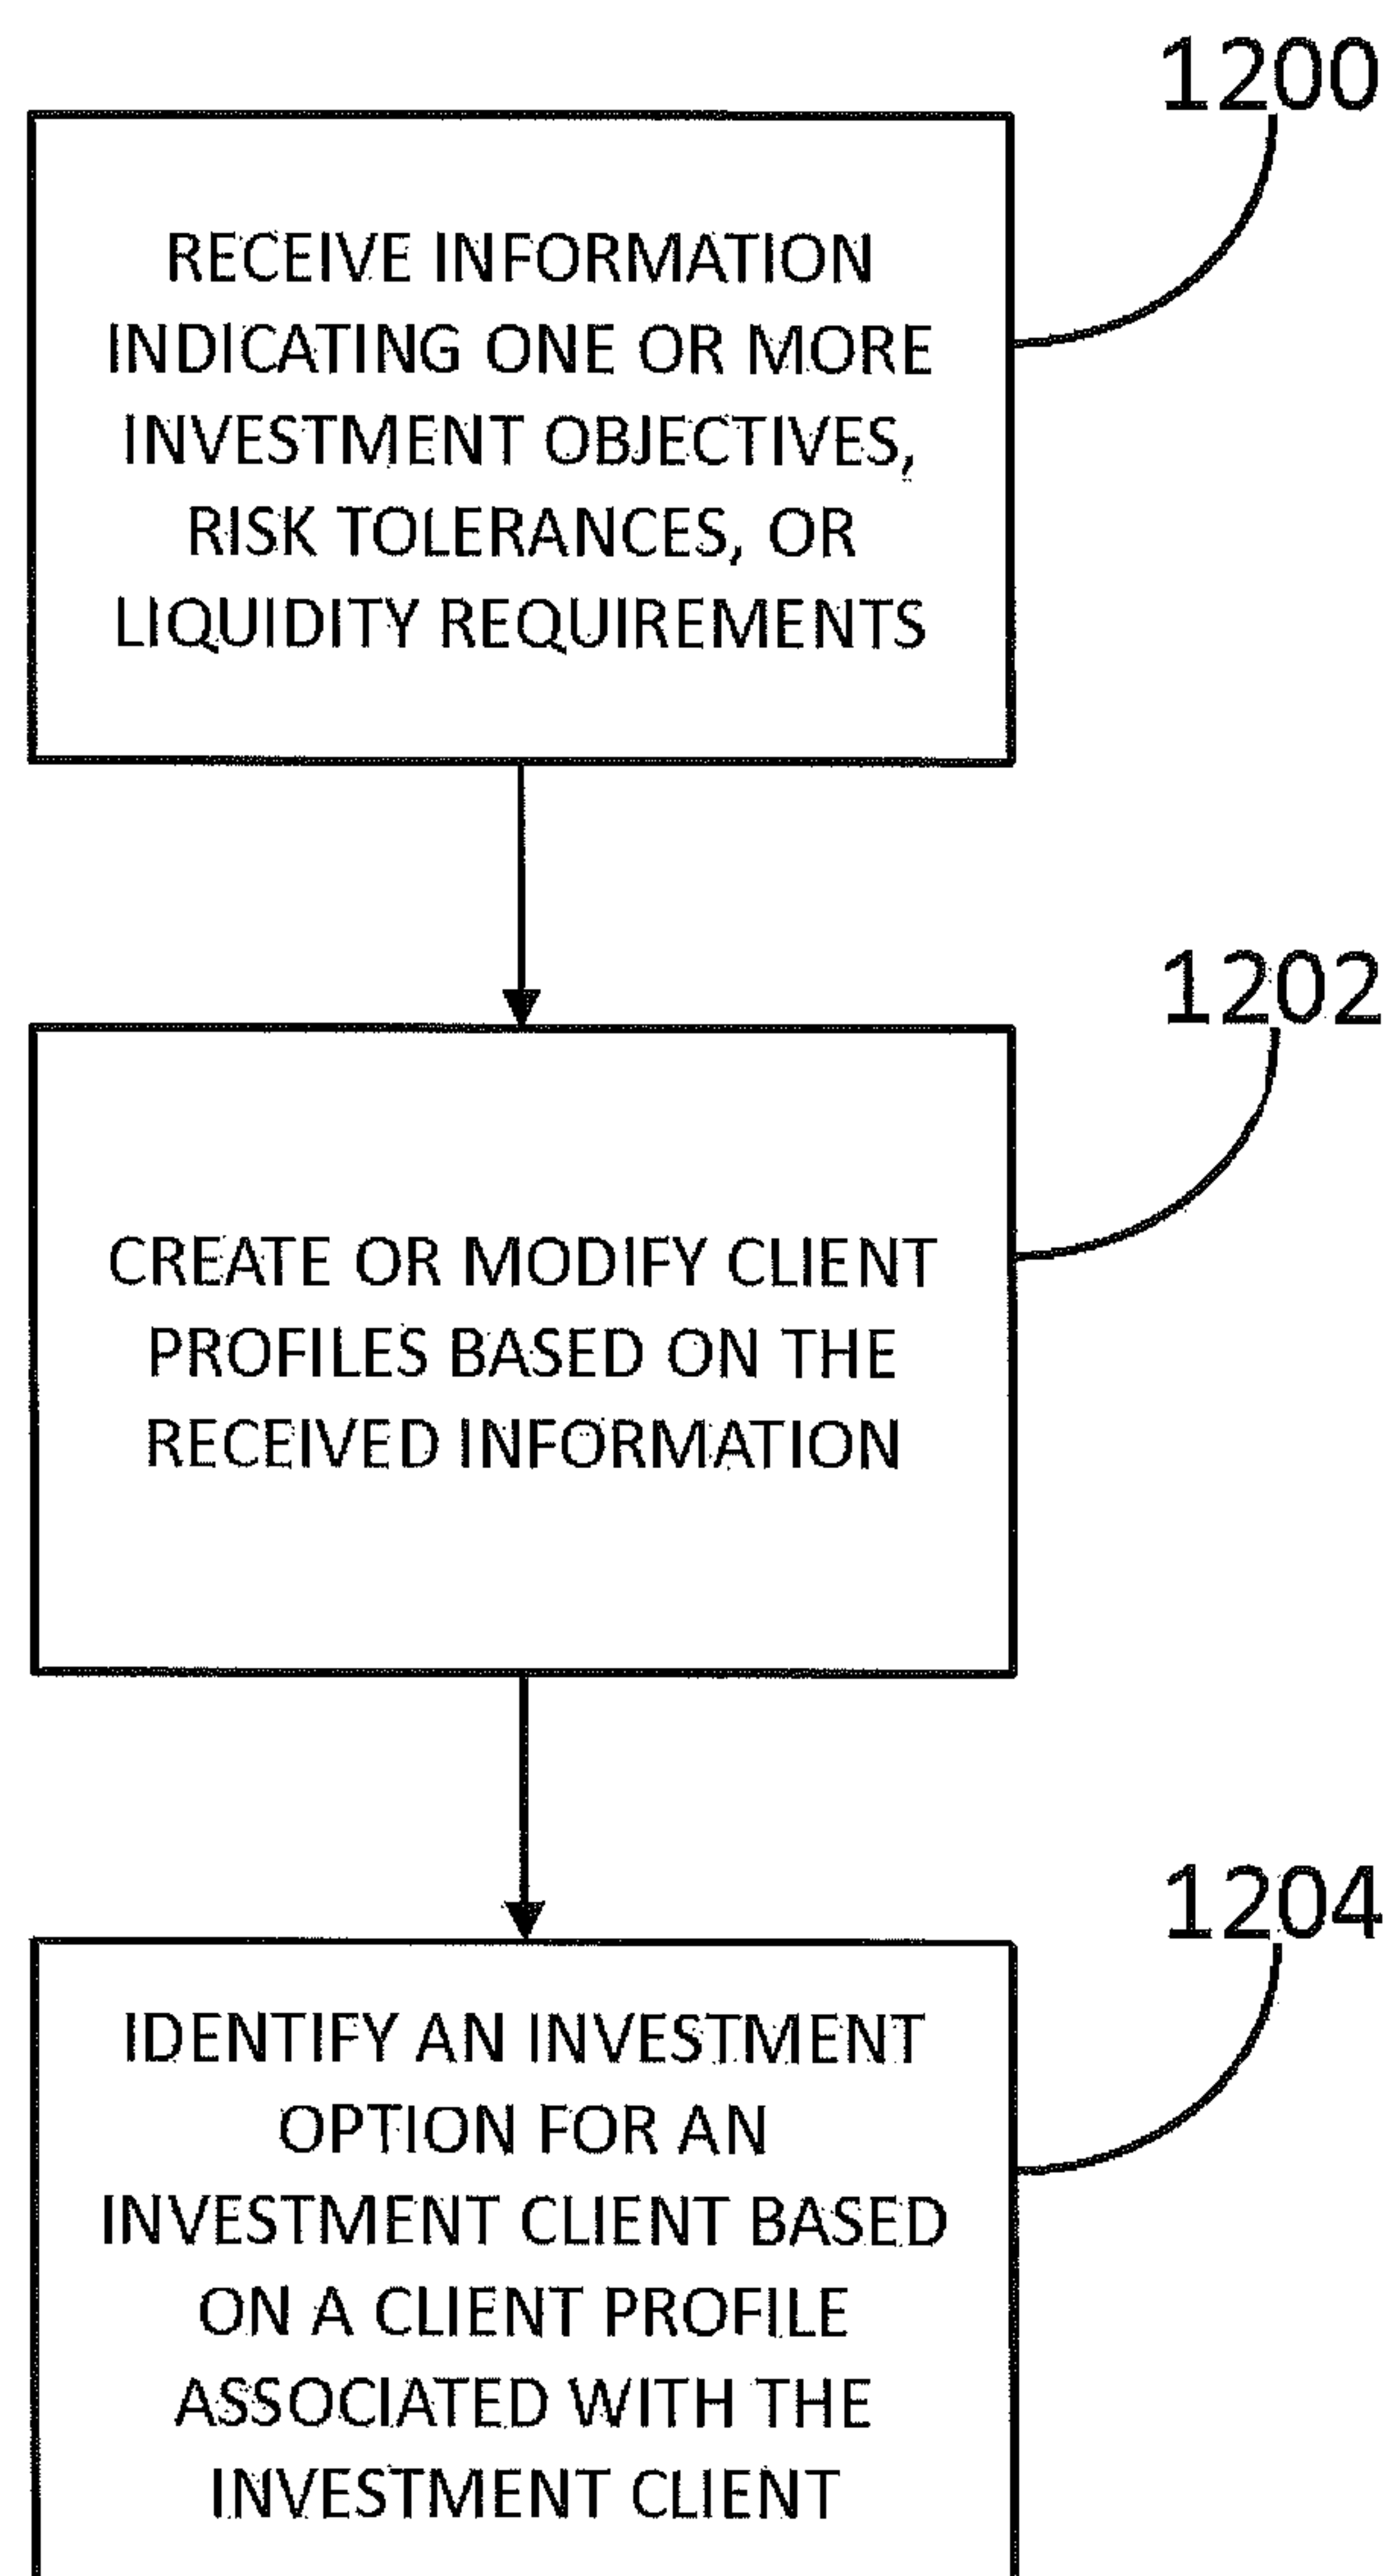 1200
RECEIVE INFORMATION
INDICATING ONE OR MORE
INVESTMENT OBJECTIVES,
RISK TOLERANCES, OR
LIQUIDITY REQUIREMENTS
1202
CREATE OR MODIFY CLIENT
PROFILES BASED ON THE
RECEIVED INFORMATION
1204
IDENTIFY AN INVESTMENT
OPTION FOR AN
INVESTMENT CLIENT BASED
ON A CLIENT PROFILE
ASSOCIATED WITH THE
INVESTMENT CLIENT